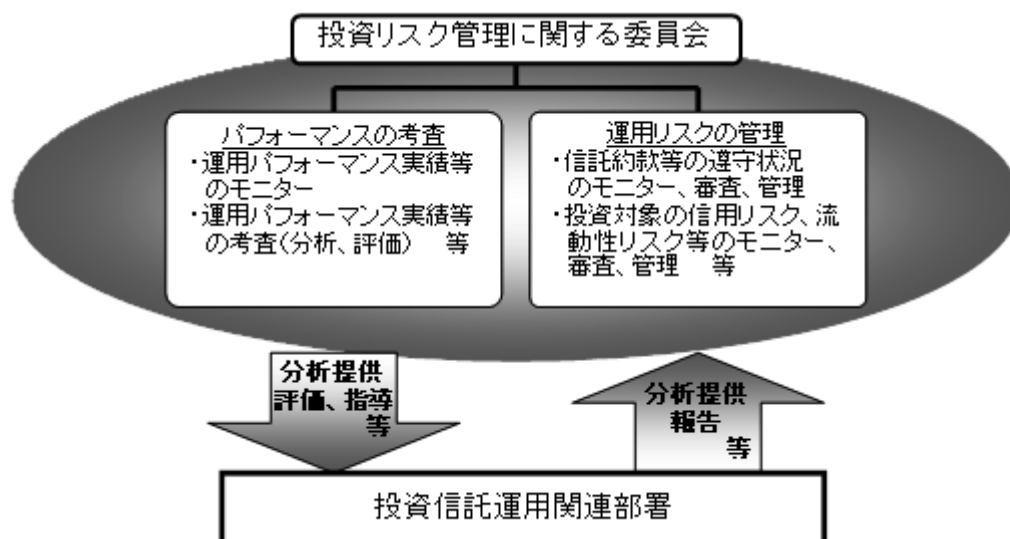 投資リスク管理に関する委員会
パフォーマンスの考査
・運用パフォーマンス実績等
のモニター
・運用パフォーマンス実績等
の考査(分析、評価) 等
運用リスクの管理
・信託約款等の遵守状況
のモニター、審査、管理
・投資対象の信用リスク、流
動性リスク等のモニター、
審査、管理 等
分析提供
評価、指導
等
分析提供
報告
等
投資信託運用関連部署